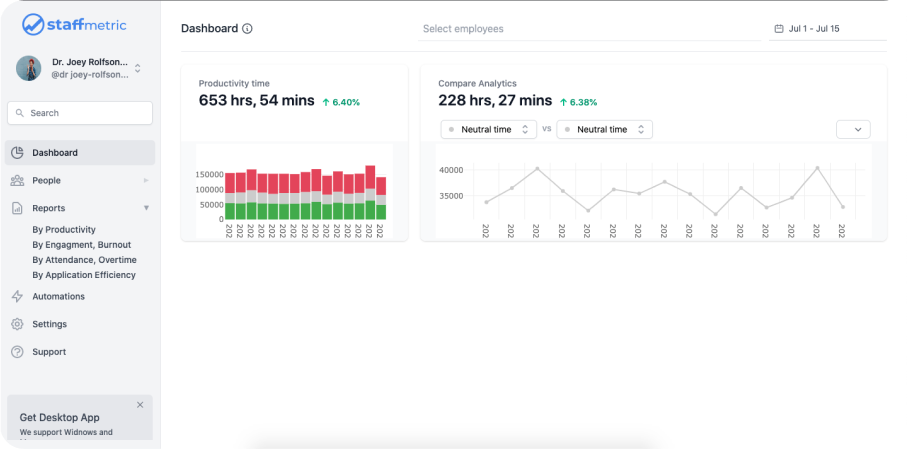 staffmetric
Dr. Joey Rolfson...
@dr joey-rolfson...
Search
Dashboard
People
Reports
By Productivity
By Engagment, Burnout
By Attendance, Overtime
By Application Efficiency
Automations
Settings
Support
Get Desktop App
We support Widnows and
Dashboard
Select employees
Jul 1 - Jul 15
Productivity time
653 hrs, 54 mins ↑ 6.40%
150000
100000
50000
0
202 202 202 202 202 202 202 202 202 202 202 202 202 202 202
Compare Analytics
228 hrs, 27 mins ↑ 6.38%
Neutral time vs Neutral time
40000
35000
202 202 202 202 202 202 202 202 202 202 202 202 202 202 202